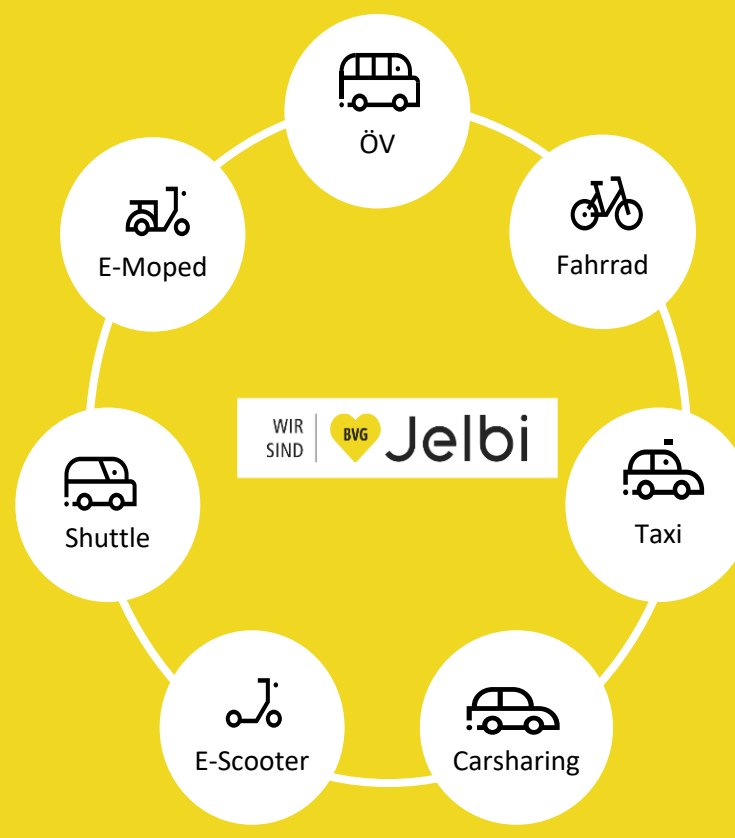 ÖV
E-Moped
Fahrrad
WIR
SIND
BVG
Jelbi
Shuttle
Taxi
E-Scooter
Carsharing